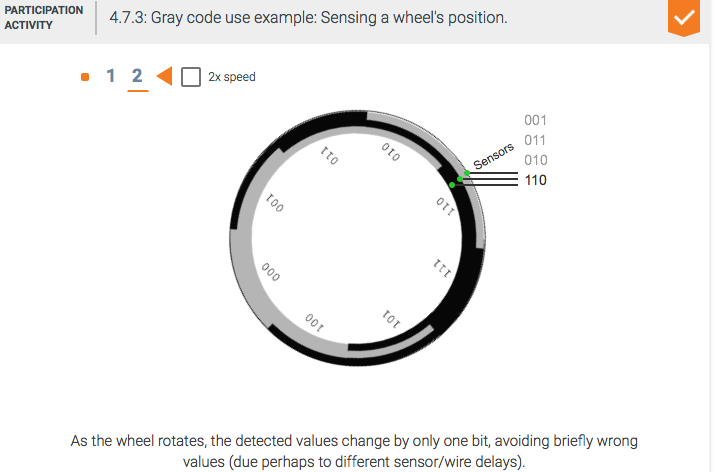 PARTICIPATION
ACTIVITY
4.7.3: Gray code use example: Sensing a wheel's position.
1 2 2x speed
001
011
010
110
Sensors
011
010
001
110
000
111
100
101
As the wheel rotates, the detected values change by only one bit, avoiding briefly wrong
values (due perhaps to different sensor/wire delays).